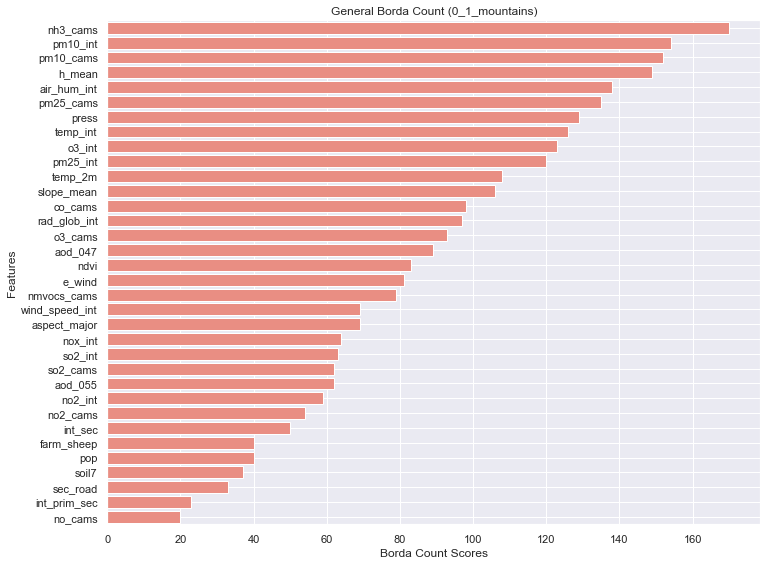 General Borda Count (0_1_mountains)
nh3_cams
pm10_int
pm10_cams
h_mean
air_hum_int
pm25_cams
press
temp_int
o3_int
pm25_int
temp_2m
slope_mean
co_cams
rad_glob_int
o3_cams
aod_047
ndvi
e_wind
nmvocs_cams
wind_speed_int
aspect_major
nox_int
so2_int
so2_cams
aod_055
no2_int
no2_cams
int_sec
farm_sheep
pop
soil7
sec_road
int_prim_sec
no_cams
Features
0 20 40 60 80 100 120 140 160
Borda Count Scores